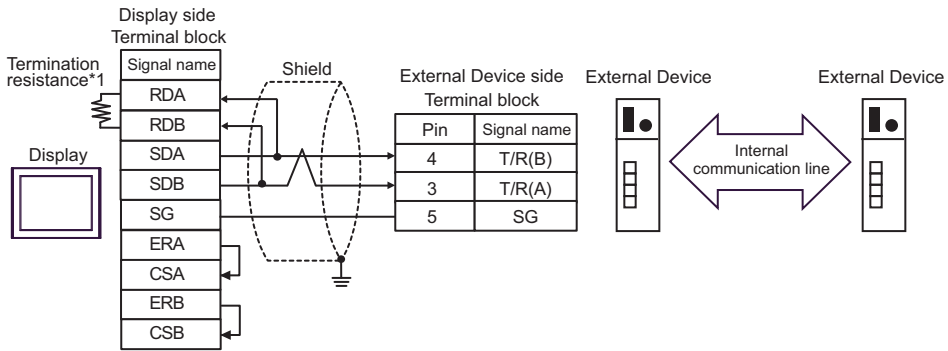 Display side
Terminal block
Termination
resistance*1
Signal name
RDA
RDB
SDA
SDB
SG
ERA
CSA
ERB
CSB
Display
Shield
External Device side
Terminal block
Pin Signal name
4 T/R(B)
3 T/R(A)
5 SG
External Device
Internal
communication line
External Device